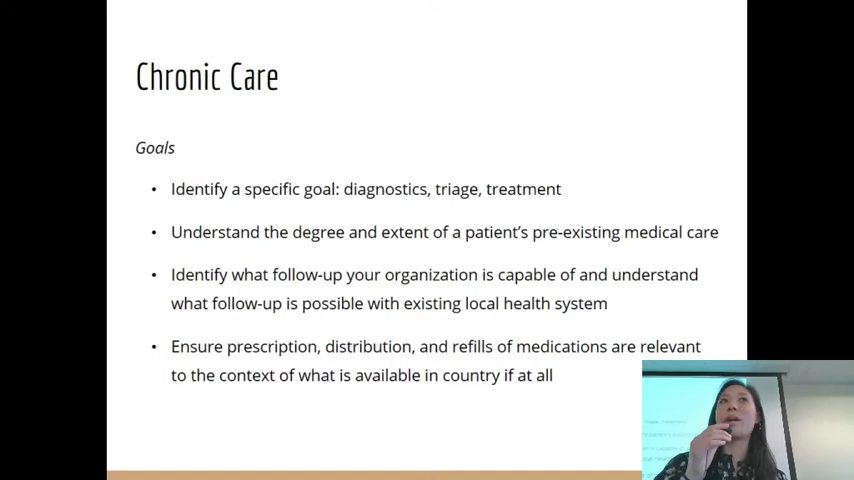 Chronic Care
Goals
• Identify a specific goal: diagnostics, triage, treatment
• Understand the degree and extent of a patient's pre-existing medical care
• Identify what follow-up your organization is capable of and understand
what follow-up is possible with existing local health system
• Ensure prescription, distribution, and refills of medications are relevant
to the context of what is available in country if at all